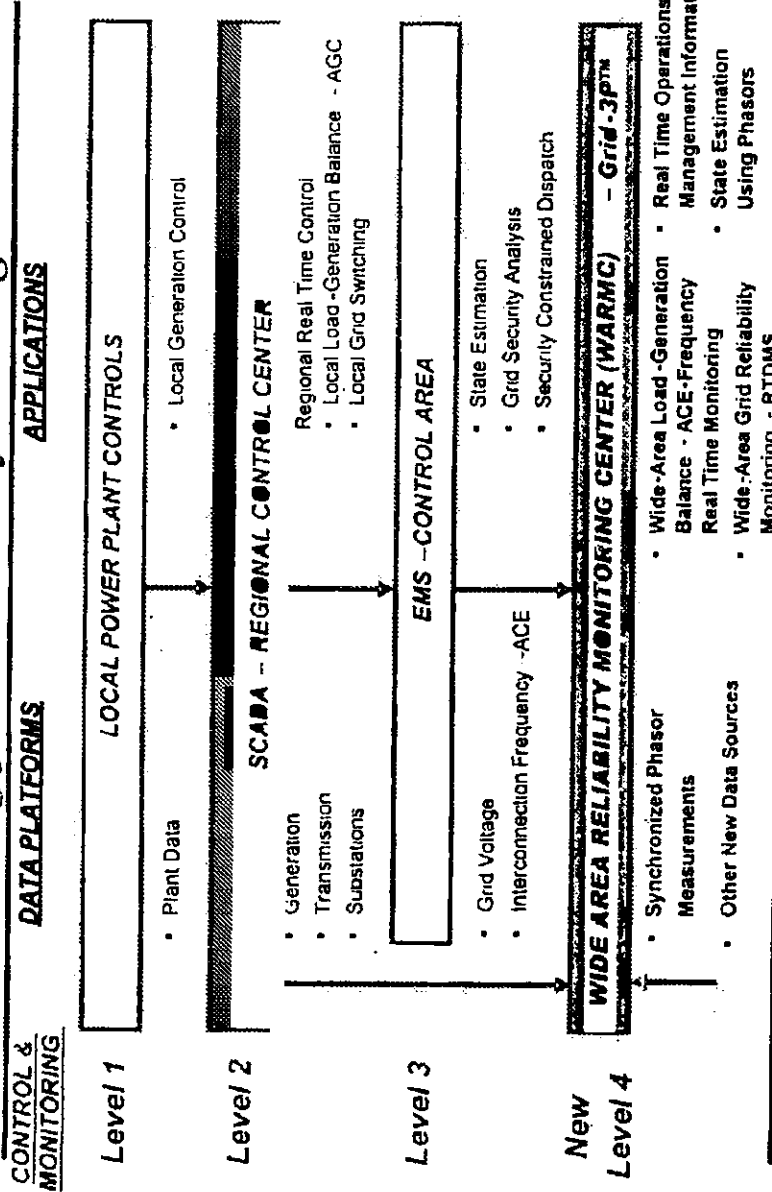 CONTROL &
MONITORING
DATA PLATFORMS
APPLICATIONS
Level 1
LOCAL POWER PLANT CONTROLS
• Plant Data
• Local Generation Control
Level 2
SCADA – REGIONAL CONTROL CENTER
• Generation
• Transmission
• Substations
Regional Real Time Control
• Local Load-Generation Balance - AGC
• Local Grid Switching
Level 3
EMS –CONTROL AREA
• Grid Voltage
• Interconnection Frequency -ACE
• State Estimation
• Grid Security Analysis
• Security Constrained Dispatch
New
Level 4
WIDE AREA RELIABILITY MONITORING CENTER (WARMC) – Grid-3P™
• Synchronized Phasor
Measurements
• Other New Data Sources
• Wide-Area Load-Generation
Balance - ACE-Frequency
Real Time Monitoring
• Wide-Area Grid Reliability
Monitoring - RTDMS
• Real Time Operations
Management
• State Estimation
Using Phasors